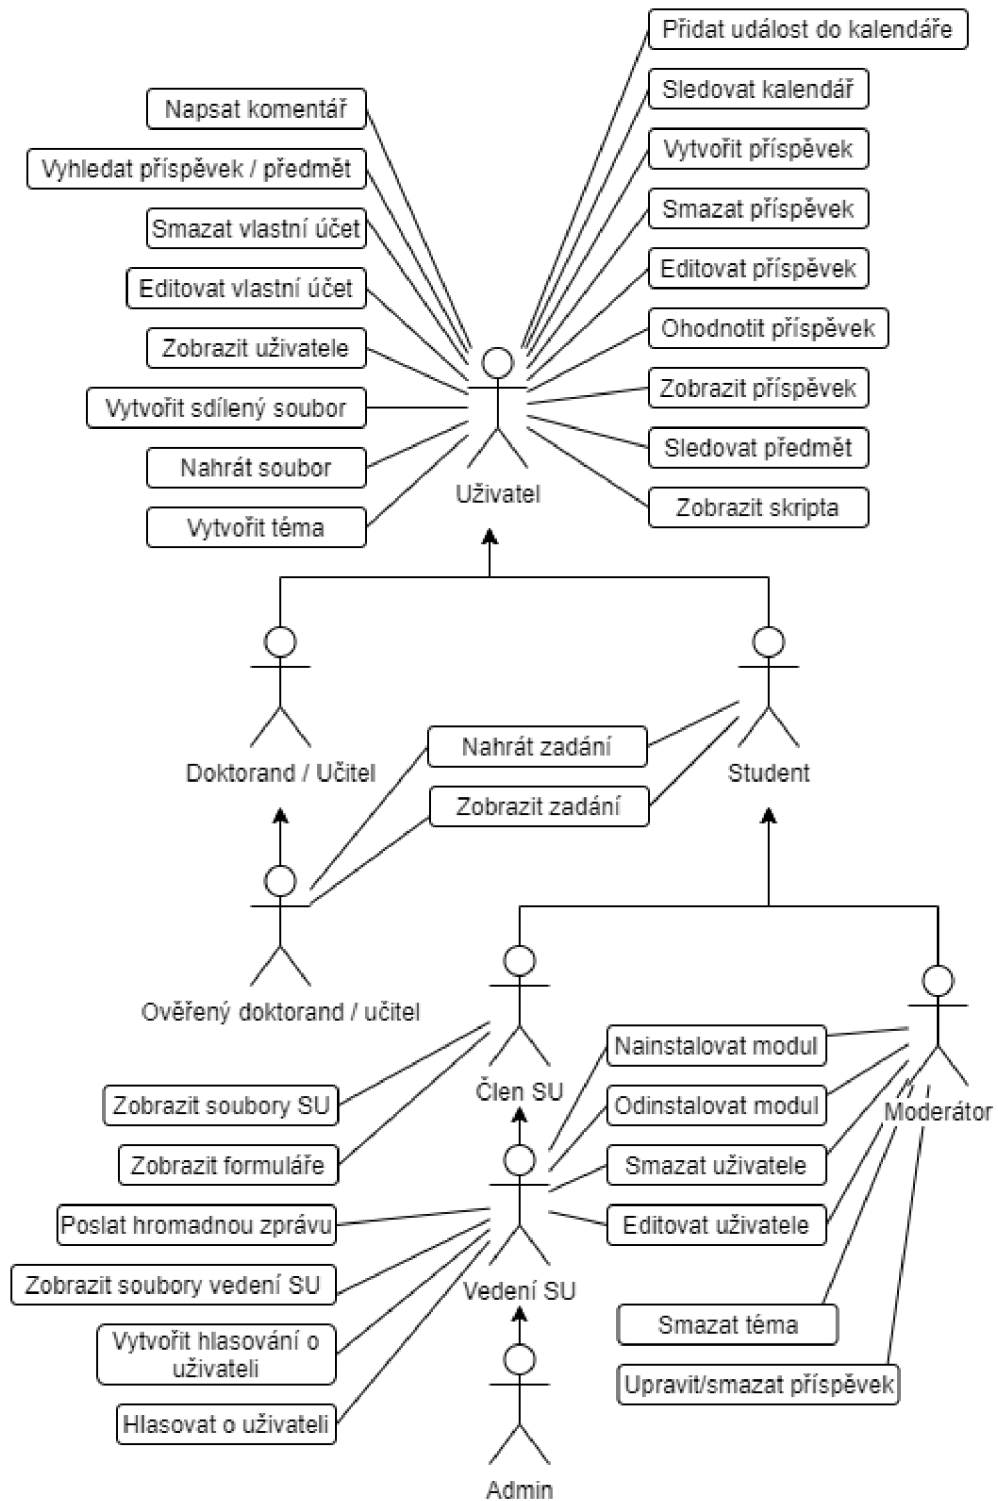 Přidat událost do kalendáře
Sledovat kalendář
Napsat komentář
Vytvořit příspěvek
Vyhledat příspěvek / předmět
Smazat příspěvek
Smazat vlastní účet
Editovat příspěvek
Editovat vlastní účet
Ohodnotit příspěvek
Zobrazit uživatele
Zobrazit příspěvek
Vytvořit sdílený soubor
Sledovat předmět
Nahrát soubor
Uživatel
Zobrazit skripta
Vytvořit téma
Nahrát zadání
Doktorand / Učitel
Student
Zobrazit zadání
Ověřený doktorand / učitel
Nainstalovat modul
Člen SU
Zobrazit soubory SU
Odinstalovat modul
Moderátor
Zobrazit formuláře
Smazat uživatele
Poslat hromadnou zprávu
Editovat uživatele
Zobrazit soubory vedení SU
Vedení SU
Smazat téma
Vytvořit hlasování o
uživateli
Upravit/smazat příspěvek
Hlasovat o uživateli
Admin